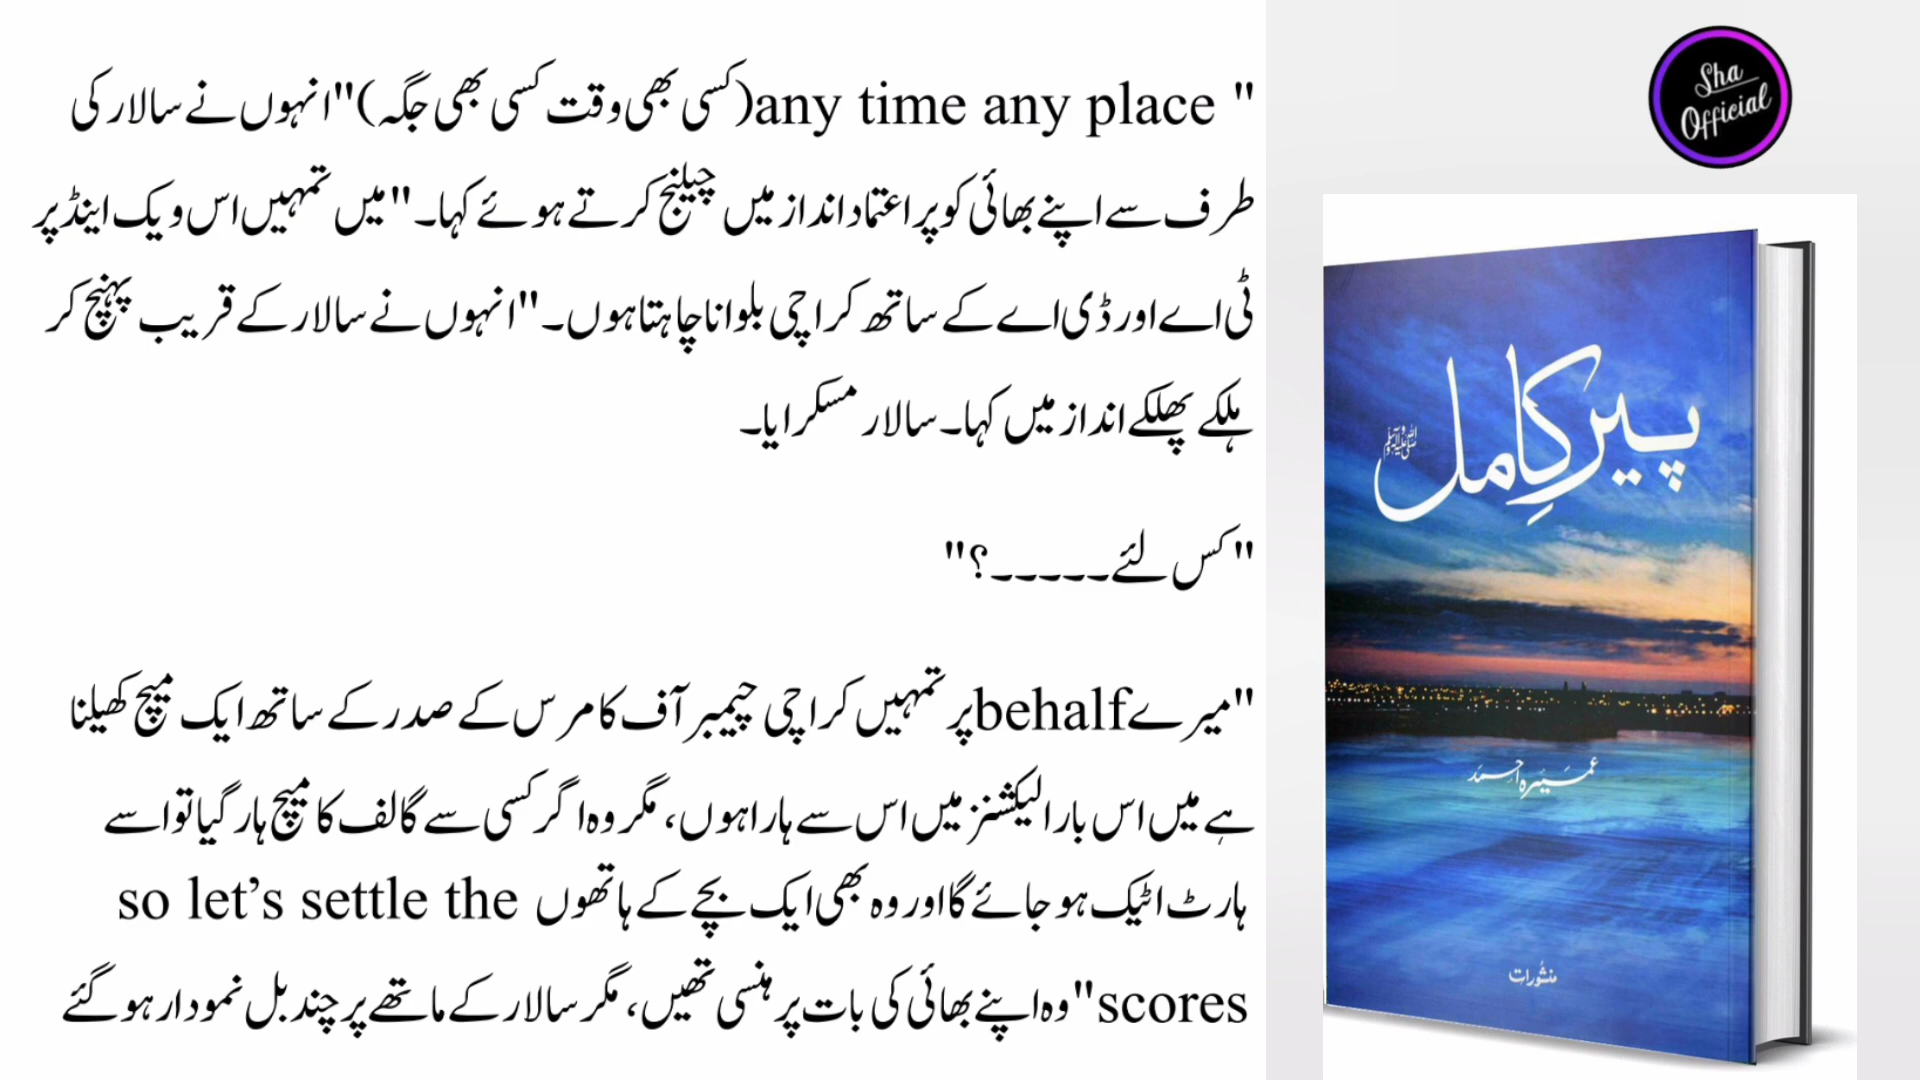 " any time any place(کسی بھی وقت کسی بھی جگہ)"انہوں نے سالار کی
طرف سے اپنے بھائی کو پر اعتماد انداز میں چیلنج کرتے ہوئے کہا۔"میں تمہیں اس ویک اینڈ پر
ٹی اے اور ڈی اے کے ساتھ کراچی بلوانا چاہتا ہوں۔"انہوں نے سالار کے قریب پہنچ کر
ہلکے پھلکے انداز میں کہا۔سالار مسکرایا۔
"کس لئے۔۔۔۔۔؟"
"میرےbehalfپر تمہیں کراچی چیمبر آف کامرس کے صدر کے ساتھ ایک میچ کھیلنا
ہے میں اس بار الیکشنز میں اس سے ہارا ہوں، مگر وہ اگر کسی سے گالف کا میچ ہار گیا تو اسے
ہارٹ اٹیک ہو جائے گا اور وہ بھی ایک بچے کے ہاتھوں so let’s settle the
scores"وہ اپنے بھائی کی بات پر ہنسی تھیں، مگر سالار کے ماتھے پر چند بل نمودار ہو گئے
Sha
Official
پیرِ کامل
ﷺ
عمیرہ احمد
منشورات